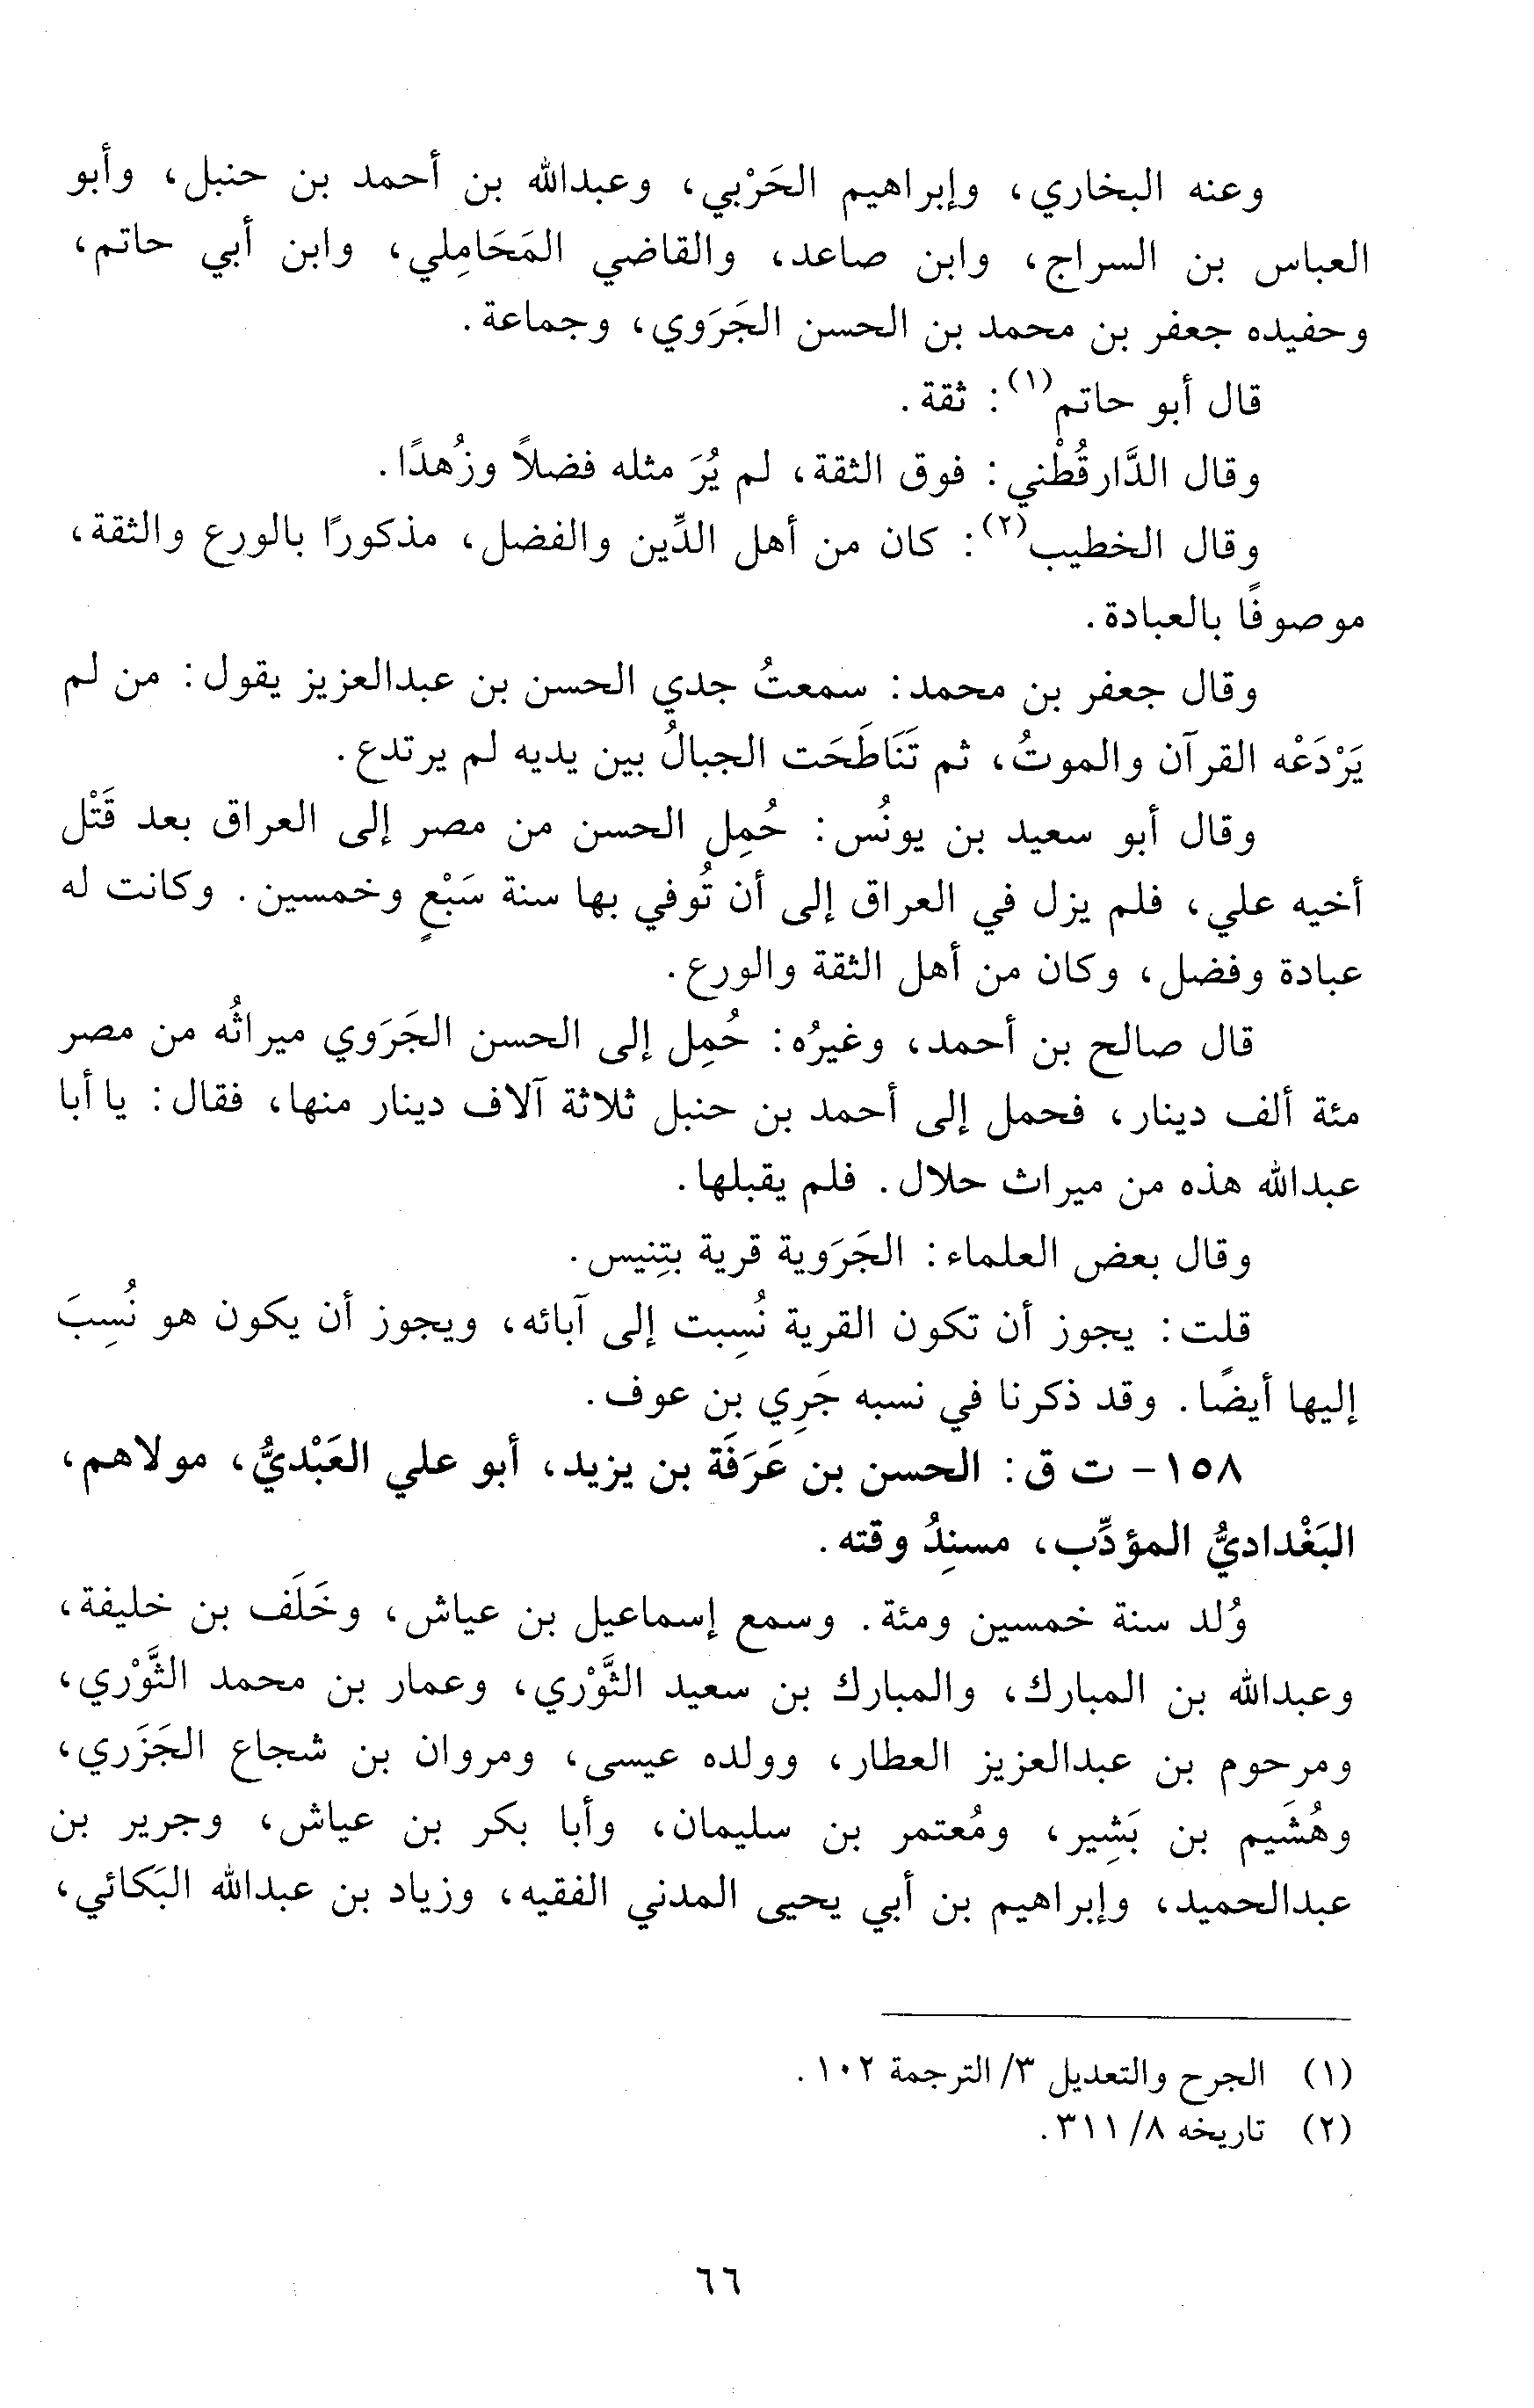 وعنه البخاري، وإبراهيم الحَرْبي، وعبدالله بن أحمد بن حنبل، وأبو
العباس بن السراج، وابن صاعد، والقاضي المَحَامِلي، وابن أبي حاتم،
وحفيده جعفر بن محمد بن الحسن الجَرَوي، وجماعة.
قال أبو حاتم(١): ثقة.
وقال الدَّارقُطْني: فوق الثقة، لم يُرَ مثله فضلاً وزُهدًا.
وقال الخطيب(٢): كان من أهل الدِّين والفضل، مذكورًا بالورع والثقة،
موصوفًا بالعبادة.
وقال جعفر بن محمد: سمعتُ جدي الحسن بن عبدالعزيز يقول: من لم
يَرْدَعْه القرآن والموتُ، ثم تَنَاطَحَت الجبالُ بين يديه لم يرتدع.
وقال أبو سعيد بن يونُس: حُمِل الحسن من مصر إلى العراق بعد قَتْل
أخيه علي، فلم يزل في العراق إلى أن تُوفي بها سنة سَبْعٍ وخمسين. وكانت له
عبادة وفضل، وكان من أهل الثقة والورع.
قال صالح بن أحمد، وغيرُه: حُمِل إلى الحسن الجَرَوي ميراثُه من مصر
مئة ألف دينار، فحمل إلى أحمد بن حنبل ثلاثة آلاف دينار منها، فقال: يا أبا
عبدالله هذه من ميراث حلال. فلم يقبلها.
وقال بعض العلماء: الجَرَوية قرية بتِنِيس.
قلت: يجوز أن تكون القرية نُسِبت إلى آبائه، ويجوز أن يكون هو نُسِبَ
إليها أيضًا. وقد ذكرنا في نسبه جَرِي بن عوف.
١٥٨- ت ق: الحسن بن عَرَفَة بن يزيد، أبو علي العَبْديُّ، مولاهم،
البَغْداديُّ المؤدِّب، مسنِدُ وقته.
وُلد سنة خمسين ومئة. وسمع إسماعيل بن عياش، وخَلَف بن خليفة،
وعبدالله بن المبارك، والمبارك بن سعيد الثَّوْري، وعمار بن محمد الثَّوْري،
ومرحوم بن عبدالعزيز العطار، وولده عيسى، ومروان بن شجاع الجَزَري،
وهُشَيم بن بَشِير، ومُعتمر بن سليمان، وأبا بكر بن عياش، وجرير بن
عبدالحميد، وإبراهيم بن أبي يحيى المدني الفقيه، وزياد بن عبدالله البَكائي،
(١) الجرح والتعديل ٣/ الترجمة ١٠٢.
(٢) تاريخه ٨/ ٣١١.
٦٦